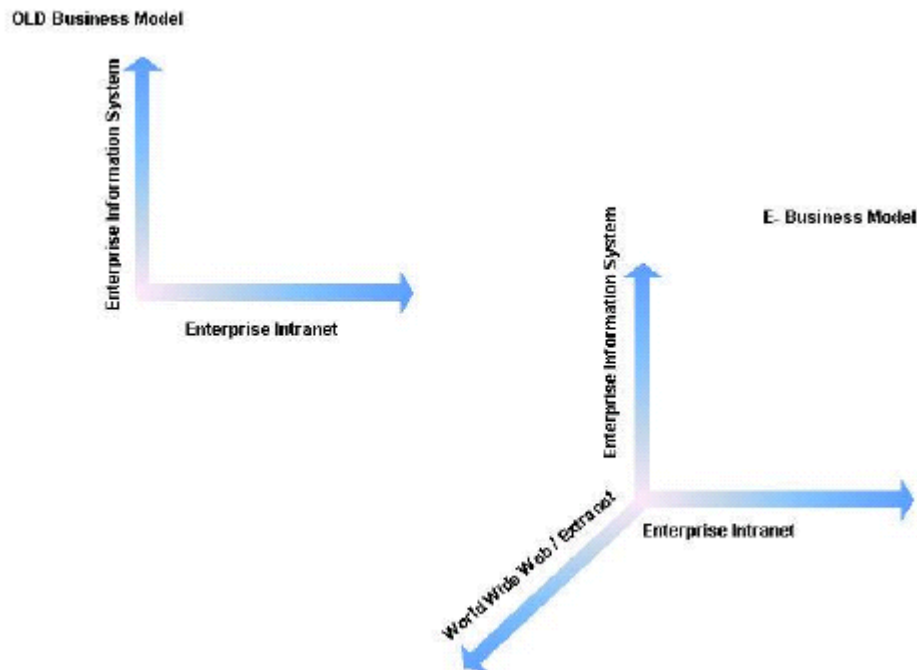 OLD Business Model
Enterprise Information System
Enterprise Intranet
E- Business Model
Enterprise Information System
Enterprise Intranet
World Wide Web / Extranet